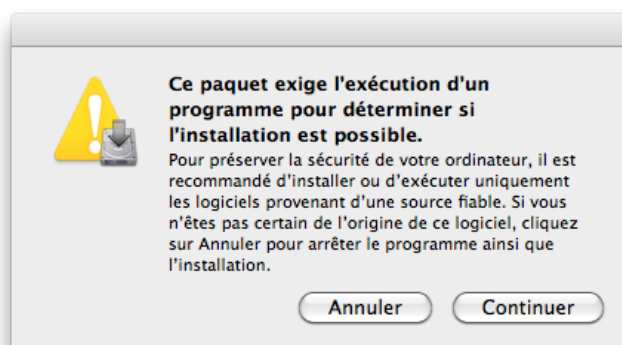 Ce paquet exige l'exécution d'un
programme pour déterminer si
l'installation est possible.
Pour préserver la sécurité de votre ordinateur, il est
recommandé d'installer ou d'exécuter uniquement
les logiciels provenant d'une source fiable. Si vous
n'êtes pas certain de l'origine de ce logiciel, cliquez
sur Annuler pour arrêter le programme ainsi que
l'installation.
Annuler Continuer